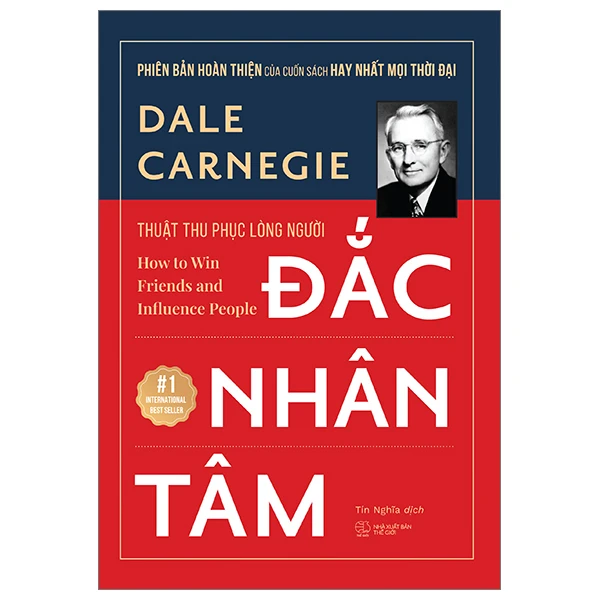 PHIÊN BẢN HOÀN THIỆN CỦA CUỐN SÁCH HAY NHẤT MỌI THỜI ĐẠI
DALE
CARNEGIE
THUẬT THU PHỤC LÒNG NGƯỜI
How to Win
Friends and
Influence People
ĐẮC
#1
INTERNATIONAL
BEST SELLER
NHÂN
TÂM
Tín Nghĩa dịch
NHÀ XUẤT BẢN
THẾ GIỚI